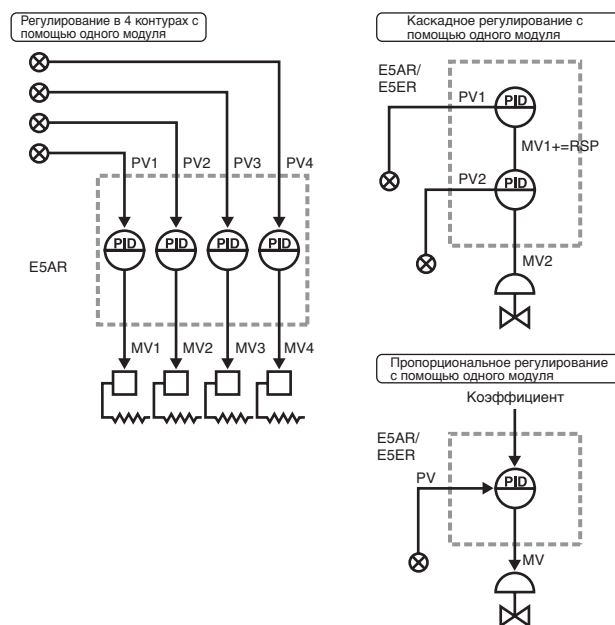 Регулирование в 4 контурах с
помощью одного модуля
PV1
PV2
PV3
PV4
PID
PID
PID
PID
E5AR
MV1
MV2
MV3
MV4
Каскадное регулирование с
помощью одного модуля
E5AR/
E5ER
PV1
PID
MV1+=RSP
PV2
PID
MV2
Пропорциональное регулирование
с помощью одного модуля
Коэффициент
E5AR/
E5ER
PV
PID
MV